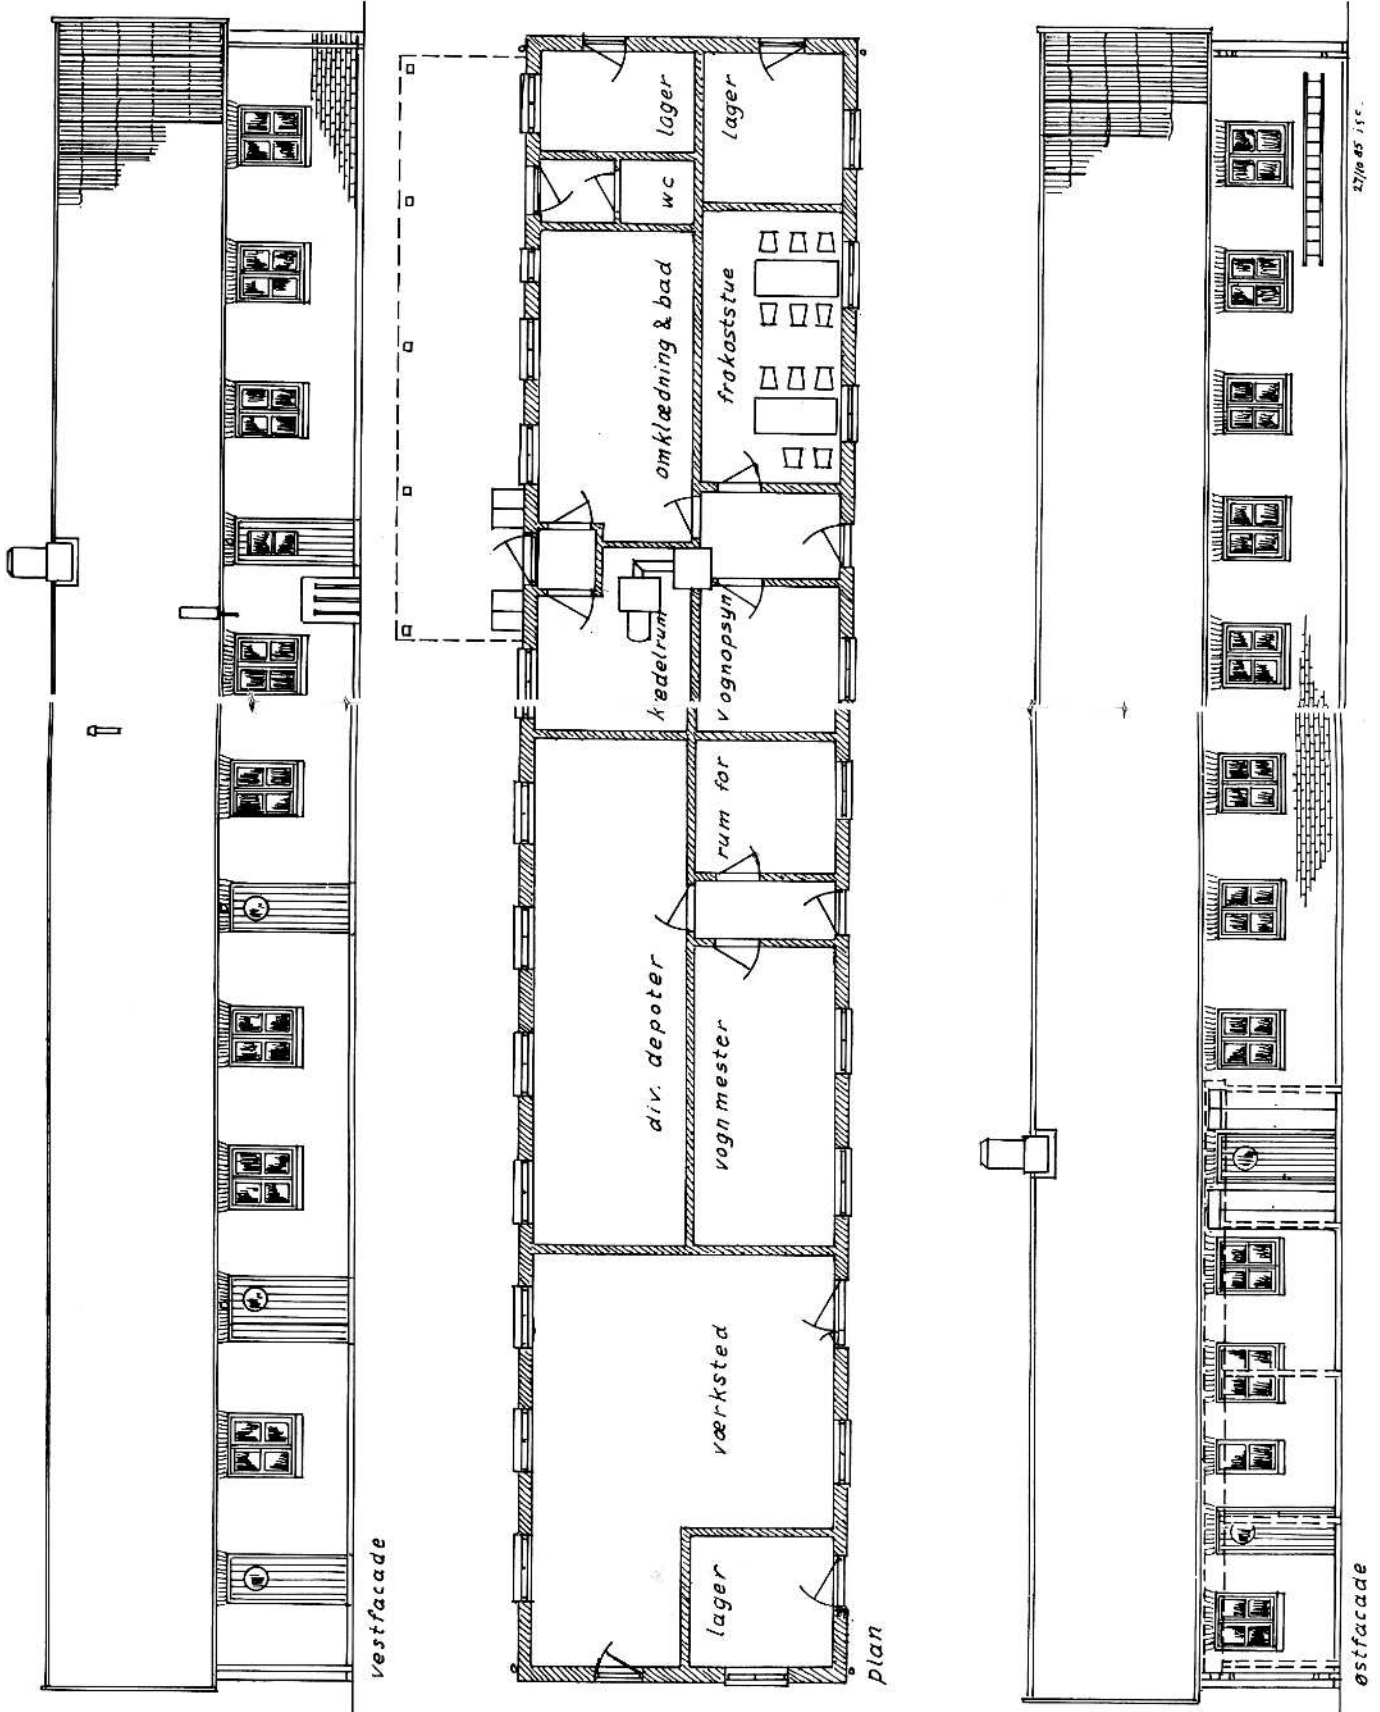 vestfacade
lager
wc
omklædning & bad
kedelrum
div. depoter
værksted
lager
frokoststue
vognopsyn
rum for
vognmester
lager
plan
østfacade
27/10 85